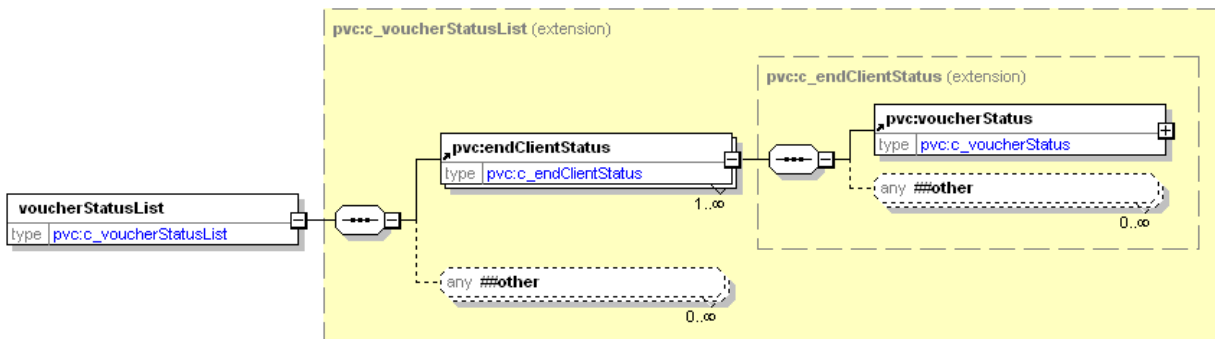 pvc:c_voucherStatusList (extension)
pvc:c_endClientStatus (extension)
pvc:voucherStatus
type pvc:c_voucherStatus
pvc:endClientStatus
type pvc:c_endClientStatus
1..∞
any ##other
0..∞
voucherStatusList
type pvc:c_voucherStatusList
any ##other
0..∞